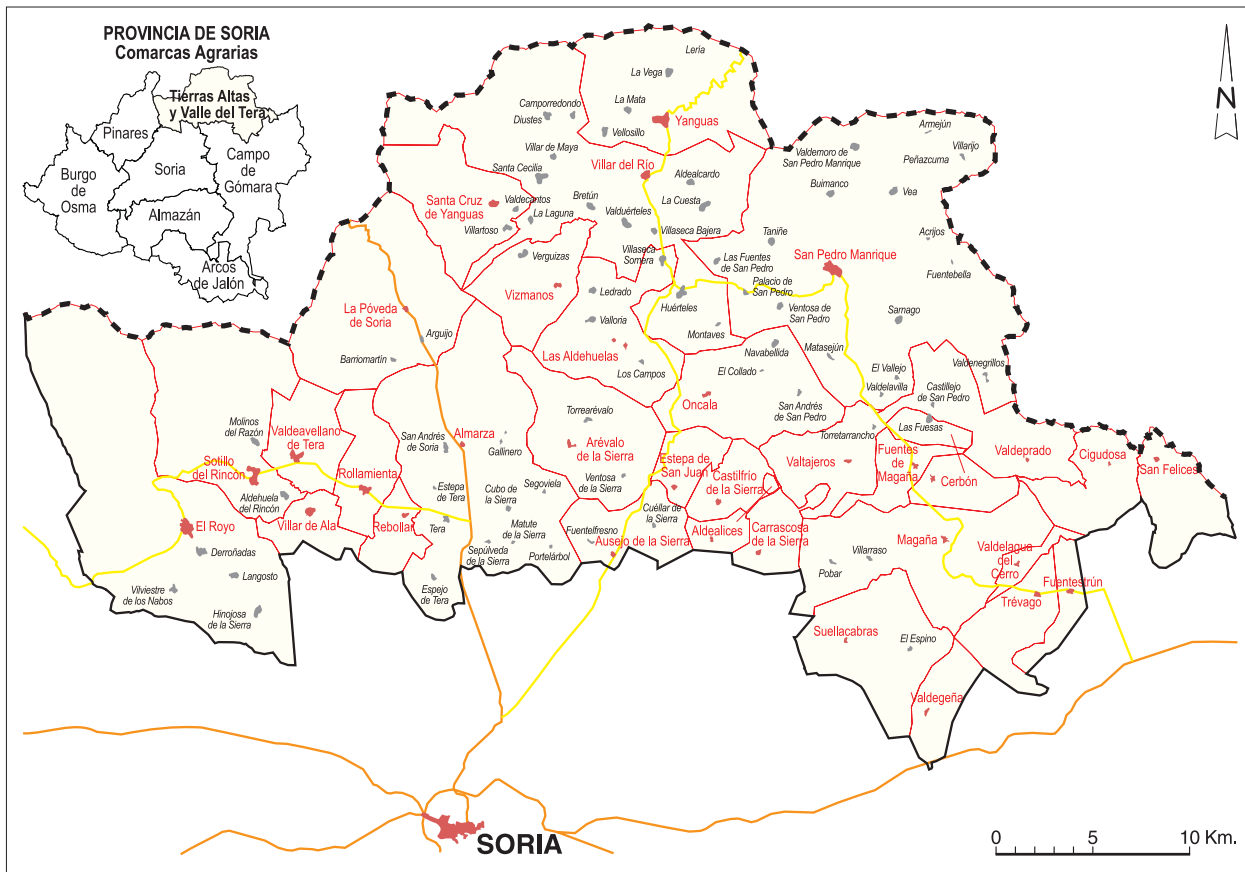 PROVINCIA DE SORIA
Comarcas Agrarias
Tierras Altas
y Valle del Tera
Pinares
Burgo
de
Osma
Soria
Campo
de
Gómara
Almazán
Arcos
de Jalón
N
Leria
La Vega
La Mata
Camporredondo
Diustes
Vellosillo
Yanguas
Armejún
Villarijo
Valdemoro de
San Pedro Manrique
Peñazcurna
Villar de Maya
Villar del Río
Santa Cecilia
Aldealcardo
Buimanco
Vea
Santa Cruz
de Yanguas
Valdecantos
La Laguna
Villartoso
Bretún
Valduérteles
La Cuesta
Villaseca Bajera
Taniñe
Acrijos
Verguizas
Villaseca
Somera
Las Fuentes
de San Pedro
San Pedro Manrique
Fuentebella
Vizmanos
Ledrado
Huérteles
Palacio de
San Pedro
Ventosa de
San Pedro
Sarnago
La Póveda
de Soria
Arguijo
Valloria
Montaves
Barriomartín
Las Aldehuelas
Los Campos
Navabellida
Matasejún
El Collado
El Vallejo
Valdelavilla
Valdenegrillos
Castillejo
de San Pedro
Oncala
San Andrés
de San Pedro
Molinos
del Razón
Valdeavellano
de Tera
Torrearévalo
Las Fuesas
Torretarrancho
San Andrés
de Soria
Almarza
Gallinero
Arévalo
de la Sierra
Estepa de
San Juan
Castilfrío
de la Sierra
Valtajeros
Fuentes
de
Magaña
Cerbón
Valdeprado
Cigudosa
San Felices
Sotillo
del Rincón
Rollamienta
Aldehuela
del Rincón
Estepa
de Tera
Cubo de
la Sierra
Segoviela
Ventosa
de la Sierra
El Royo
Villar de Ala
Rebollar
Tera
Matute de
la Sierra
Cuéllar de
la Sierra
Fuentelfresno
Aldealices
Carrascosa
de la Sierra
Derroñadas
Sepúlveda
de la Sierra
Portelárbol
Ausejo de la Sierra
Magaña
Villarraso
Pobar
Valdelagua
del
Cerro
Langosto
Vilviestre
de los Nabos
Espejo
de Tera
Fuentestrún
Trévago
Hinojosa
de la Sierra
Suellacabras
El Espino
Valdegeña
SORIA
0 5 10 Km.